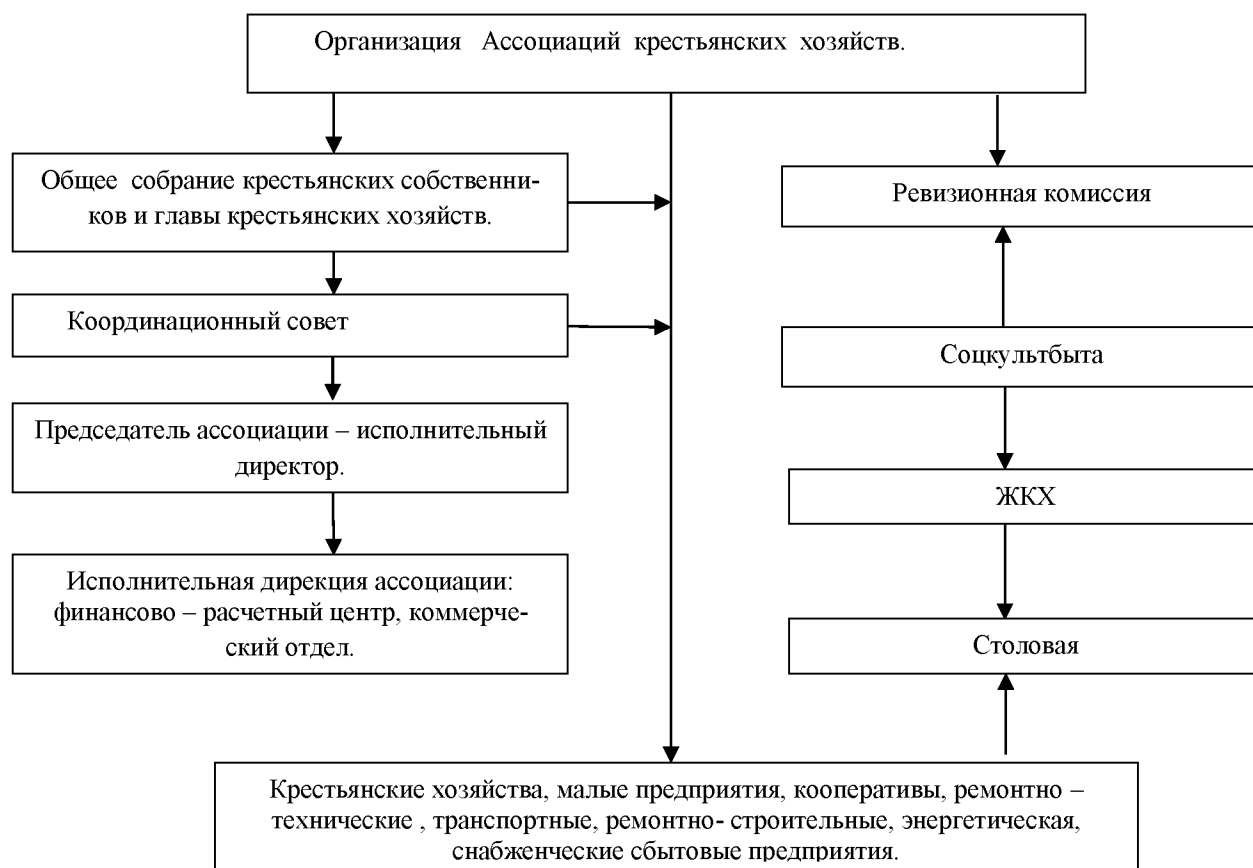 Организация Ассоциаций крестьянских хозяйств.
Общее собрание крестьянских собственни-
ков и главы крестьянских хозяйств.
Координационный совет
Председатель ассоциации – исполнительный
директор.
Исполнительная дирекция ассоциации:
финансово – расчетный центр, коммерче-
ский отдел.
Ревизионная комиссия
Соцкультбыта
ЖКХ
Столовая
Крестьянские хозяйства, малые предприятия, кооперативы, ремонтно –
технические , транспортные, ремонтно- строительные, энергетическая,
снабженческие сбытовые предприятия.